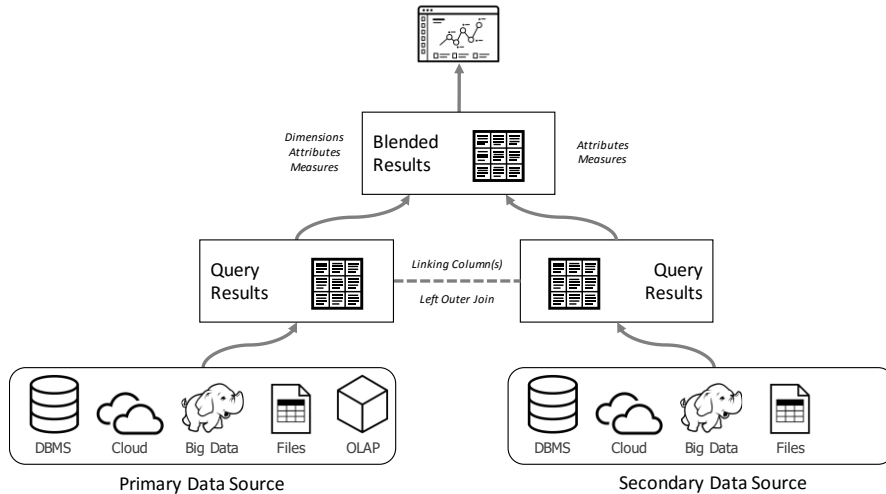 Dimensions
Attributes
Measures
Blended
Results
Attributes
Measures
Query
Results
Linking Column(s)
Left Outer Join
Query
Results
DBMS
Cloud
Big Data
Files
OLAP
DBMS
Cloud
Big Data
Files
Primary Data Source
Secondary Data Source